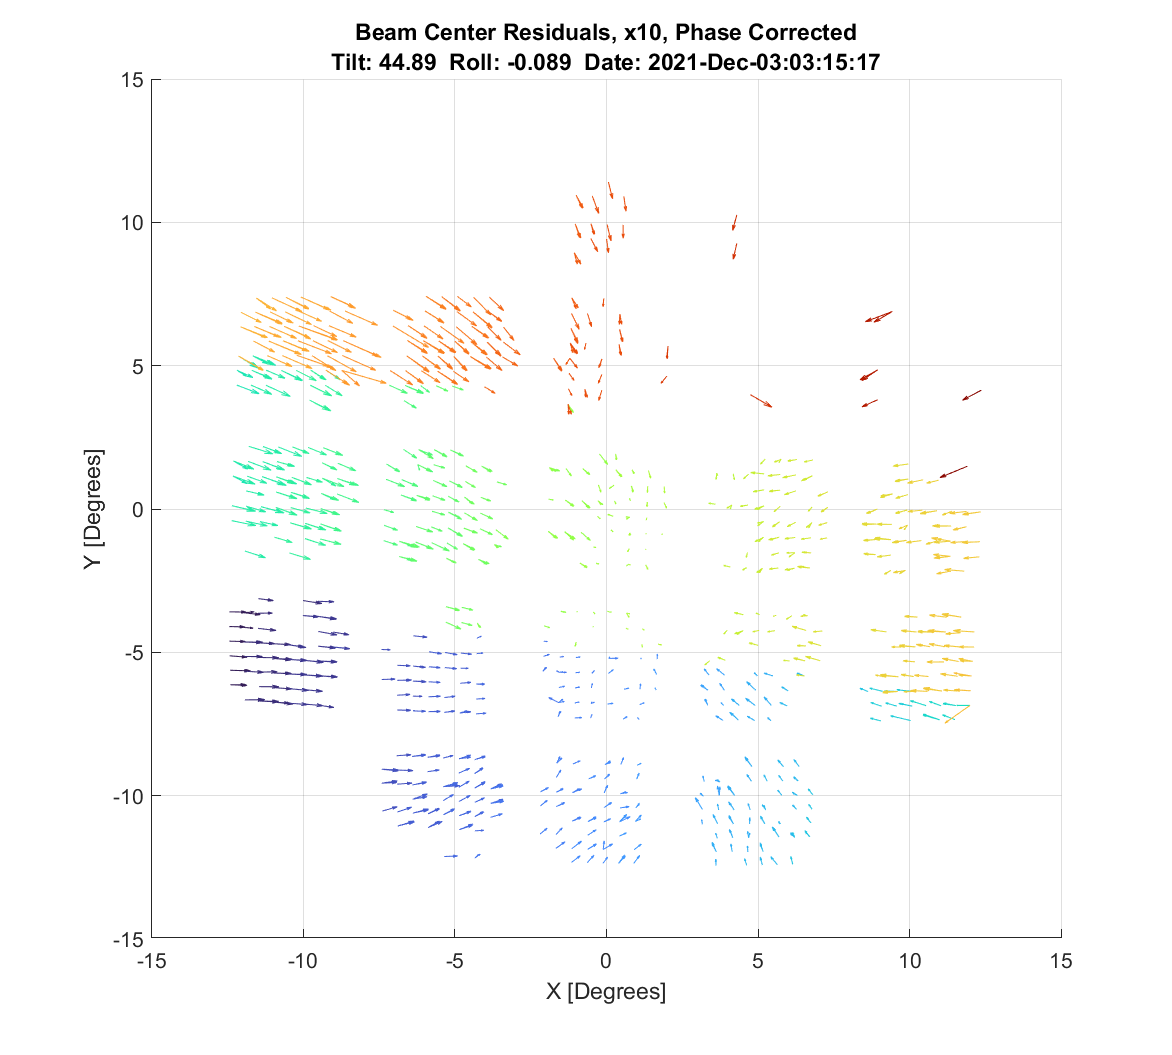 Beam Center Residuals, x10, Phase Corrected
Tilt: 44.89  Roll: -0.089  Date: 2021-Dec-03:03:15:17
15
10
5
0
-5
-10
-15
Y [Degrees]
-15 -10 -5 0 5 10 15
X [Degrees]